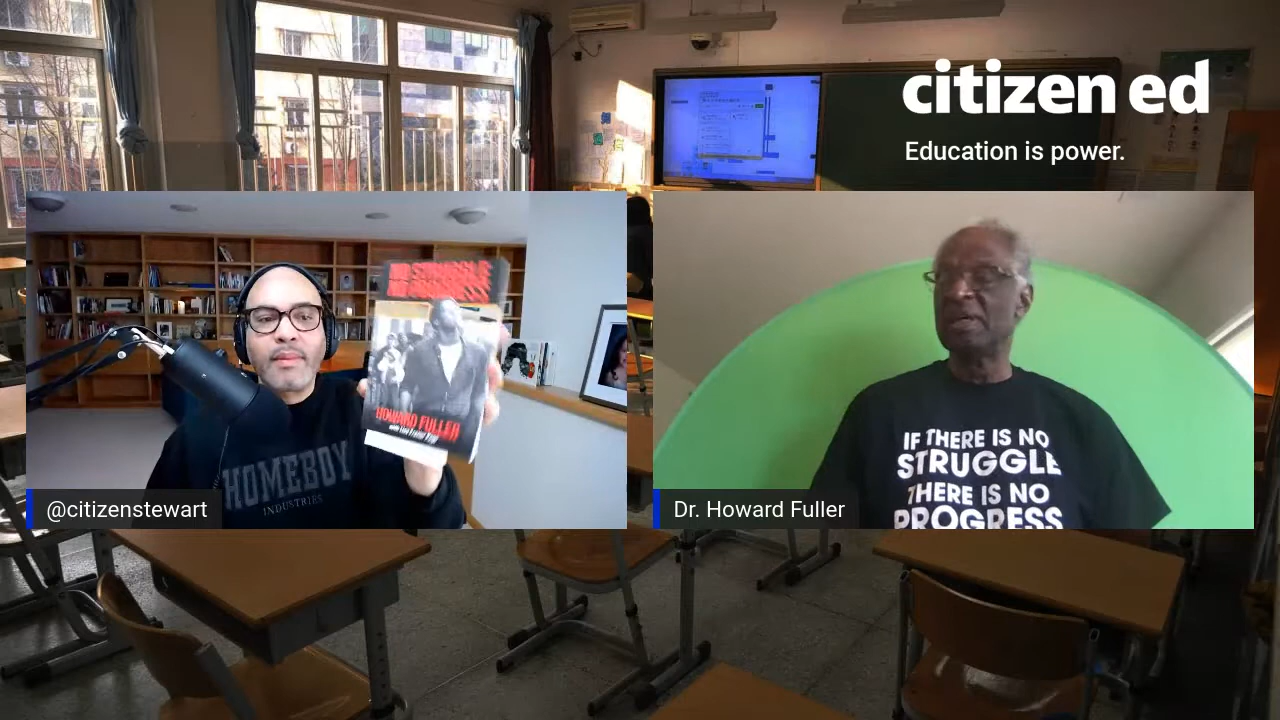 citizen ed
Education is power.
STRUGGLE
HOWARD FULLER
HOMEBOY
INDUSTRIES
@citizenstewart
IF THERE IS NO
STRUGGLE
THERE IS NO
PROGRESS
Dr. Howard Fuller